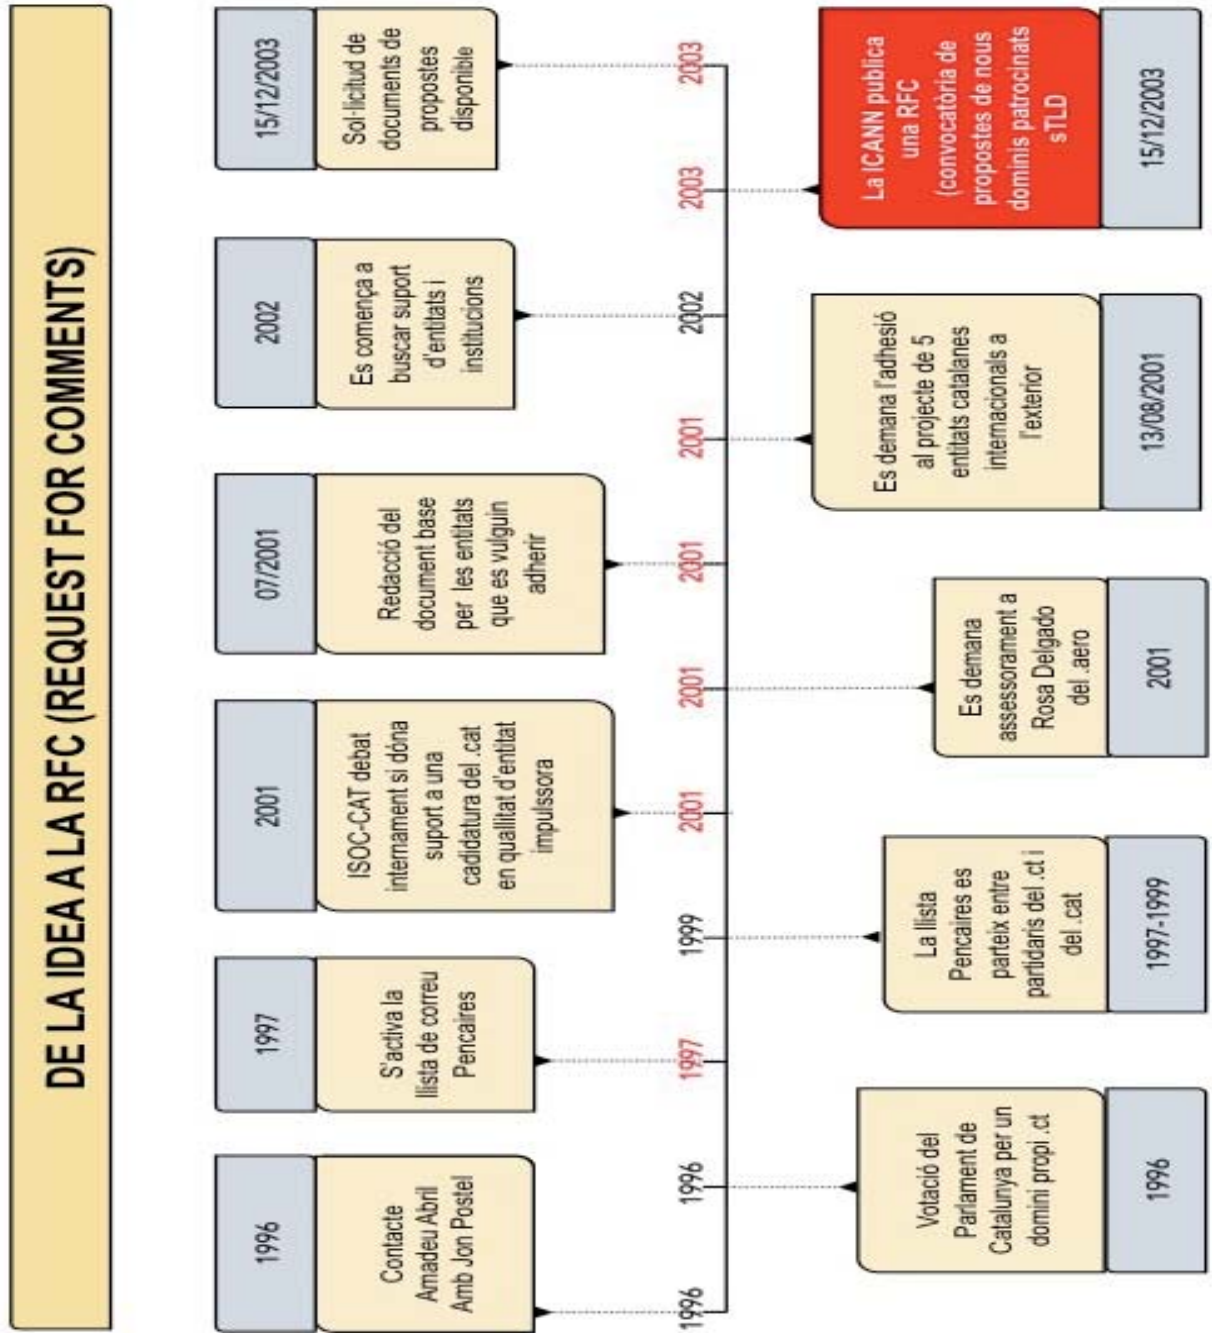 DE LA IDEA A LA RFC (REQUEST FOR COMMENTS)
1996
Contacte
Amadeu Abril
Amb Jon Postel
1997
S'activa la
llista de correu
Pencaires
2001
ISOC-CAT debat
internament si dóna
suport a una
cadidatura del .cat
en quallitat d'entitat
impulssora
07/2001
Redacció del
document base
per les entitats
que es vulguin
adherir
2002
Es comença a
buscar suport
d'entitats i
institucions
15/12/2003
Sol·licitud de
documents de
propostes
disponible
1996
1996
1997
1999
2001
2001
2001
2001
2002
2003
2003
Votació del
Parlament de
Catalunya per un
domini propi .ct
1996
La llista
Pencaires es
parteix entre
partidaris del .ct i
del .cat
1997-1999
Es demana
assessorament a
Rosa Delgado
del .aero
2001
Es demana l'adhesió
al projecte de 5
entitats catalanes
internacionals a
l'exterior
13/08/2001
La ICANN publica
una RFC
(convocatòria de
propostes de nous
dominis patrocinats
sTLD
15/12/2003